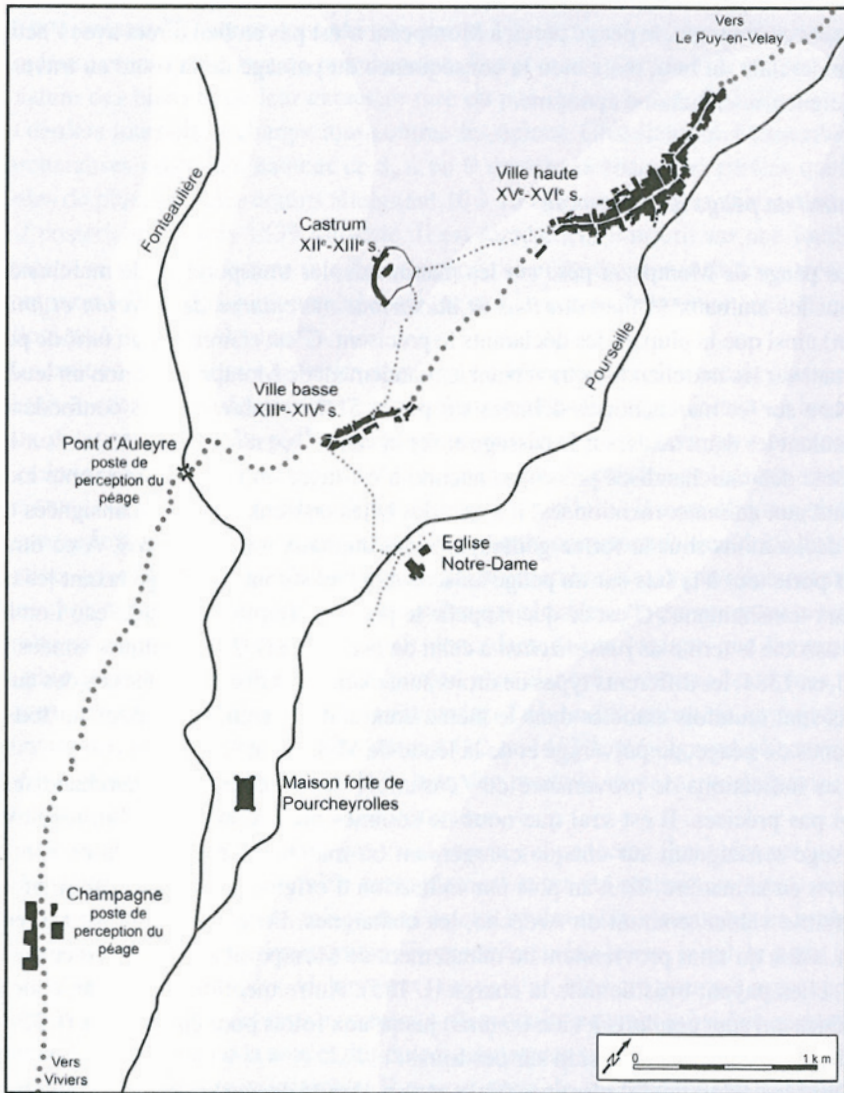 Vers
Le Puy-en-Velay
Ville haute
XVᵉ-XVIᵉ s.
Fonteaulière
Castrum
XIIᵉ-XIIIᵉ s.
Pourseille
Ville basse
XIIIᵉ-XIVᵉ s.
Pont d'Auleyre
poste de
perception du
péage
Eglise
Notre-Dame
Maison forte de
Pourcheyrolles
Champagne
poste de
perception du
péage
Vers
Viviers
N
0 1 km